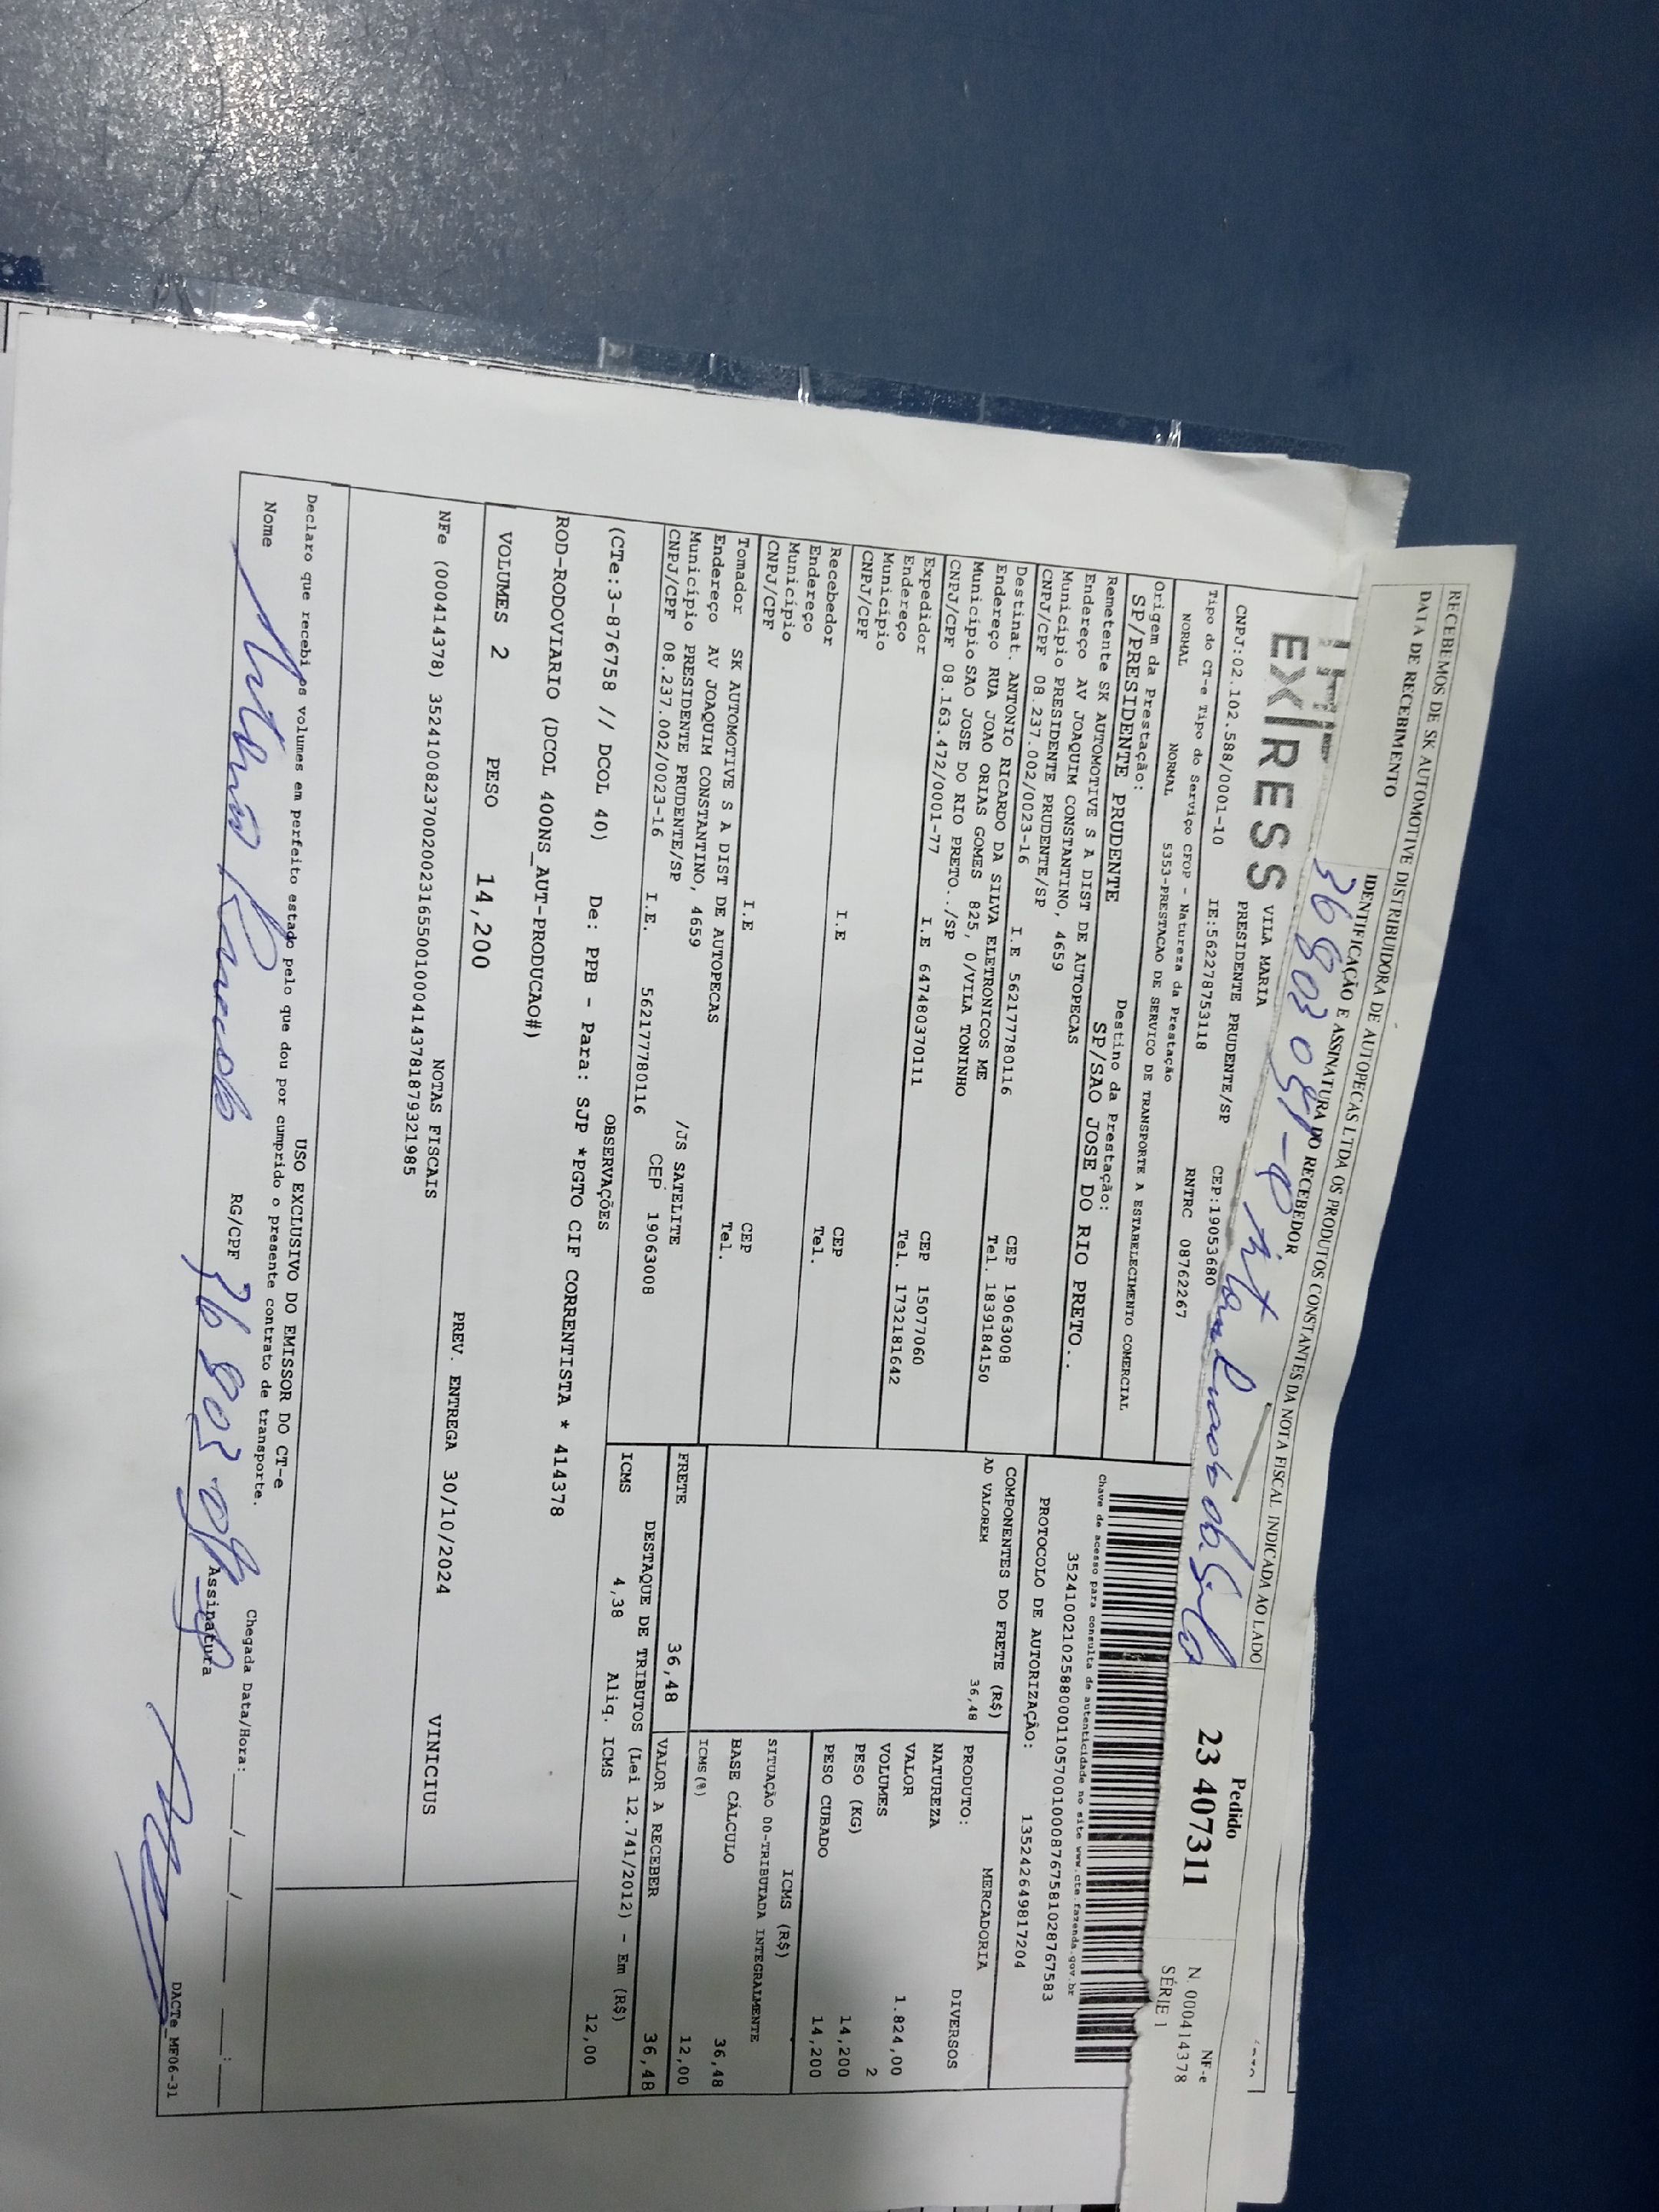 RECEBEMOS DE SK AUTOMOTIVE DISTRIBUIDORA DE AUTOPECAS LTDA OS PRODUTOS CONSTANTES DA NOTA FISCAL INDICADA AO LADO
DATA DE RECEBIMENTO
IDENTIFICAÇÃO E ASSINATURA DO RECEBEDOR
Pedido
23 407311
NF-e
N. 000414378
SÉRIE 1
EX/RESS
VILA MARIA
PRESIDENTE PRUDENTE/SP
CEP:19053680
CNPJ:02.102.588/0001-10 IE:562278753118 RNTRC 08762267
Tipo do CT-e Tipo do Serviço CFOP - Natureza da Prestação
NORMAL NORMAL 5353-PRESTACAO DE SERVICO DE TRANSPORTE A ESTABELECIMENTO COMERCIAL
Origem da Prestação: Destino da Prestação:
SP/PRESIDENTE PRUDENTE SP/SAO JOSE DO RIO PRETO..
Remetente SK AUTOMOTIVE S A DIST DE AUTOPECAS
Endereço AV JOAQUIM CONSTANTINO, 4659
Município PRESIDENTE PRUDENTE/SP CEP 19063008
CNPJ/CPF 08.237.002/0023-16 I.E 562177780116 Tel. 1839184150
Destinat. ANTONIO RICARDO DA SILVA ELETRONICOS ME
Endereço RUA JOAO ORIAS GOMES 825, 0/VILA TONINHO
Município SAO JOSE DO RIO PRETO../SP CEP 15077060
CNPJ/CPF 08.163.472/0001-77 I.E 647480370111 Tel. 1732181642
Expedidor
Endereço
Município CEP
CNPJ/CPF I.E Tel.
Recebedor
Endereço
Município CEP
CNPJ/CPF I.E Tel.
Tomador SK AUTOMOTIVE S A DIST DE AUTOPECAS
Endereço AV JOAQUIM CONSTANTINO, 4659 /JS SATELITE
Município PRESIDENTE PRUDENTE/SP CEP 19063008
CNPJ/CPF 08.237.002/0023-16 I.E. 562177780116
Chave de acesso para consulta de autenticidade no site www.cte.fazenda.gov.br
35241002102588000110570010008767581028767583
PROTOCOLO DE AUTORIZAÇÃO: 135242649817204
COMPONENTES DO FRETE (R$)
AD VALOREM 36,48
FRETE 36,48
PRODUTO: MERCADORIA
NATUREZA DIVERSOS
VALOR 1.824,00
VOLUMES 2
PESO (KG) 14,200
PESO CUBADO 14,200
ICMS (R$)
SITUAÇÃO 00-TRIBUTADA INTEGRALMENTE
BASE CÁLCULO 36,48
ICMS(%) 12,00
VALOR A RECEBER 36,48
DESTAQUE DE TRIBUTOS (Lei 12.741/2012) - Em (R$)
ICMS 4,38 Aliq. ICMS 12,00
OBSERVAÇÕES
(CTe:3-876758 // DCOL 40) De: PPB - Para: SJP *PGTO CIF CORRENTISTA * 414378
ROD-RODOVIARIO (DCOL 400NS_AUT-PRODUCAO#)
VOLUMES 2 PESO 14,200 PREV. ENTREGA 30/10/2024 VINICIUS
NOTAS FISCAIS
NFe (000414378) 35241008237002002316550010004143781879321985
USO EXCLUSIVO DO EMISSOR DO CT-e
Declaro que recebi os volumes em perfeito estado pelo que dou por cumprido o presente contrato de transporte.
Chegada Data/Hora:___/___/_____ ___:___
Nome RG/CPF Assinatura
DACTe_MF06-31